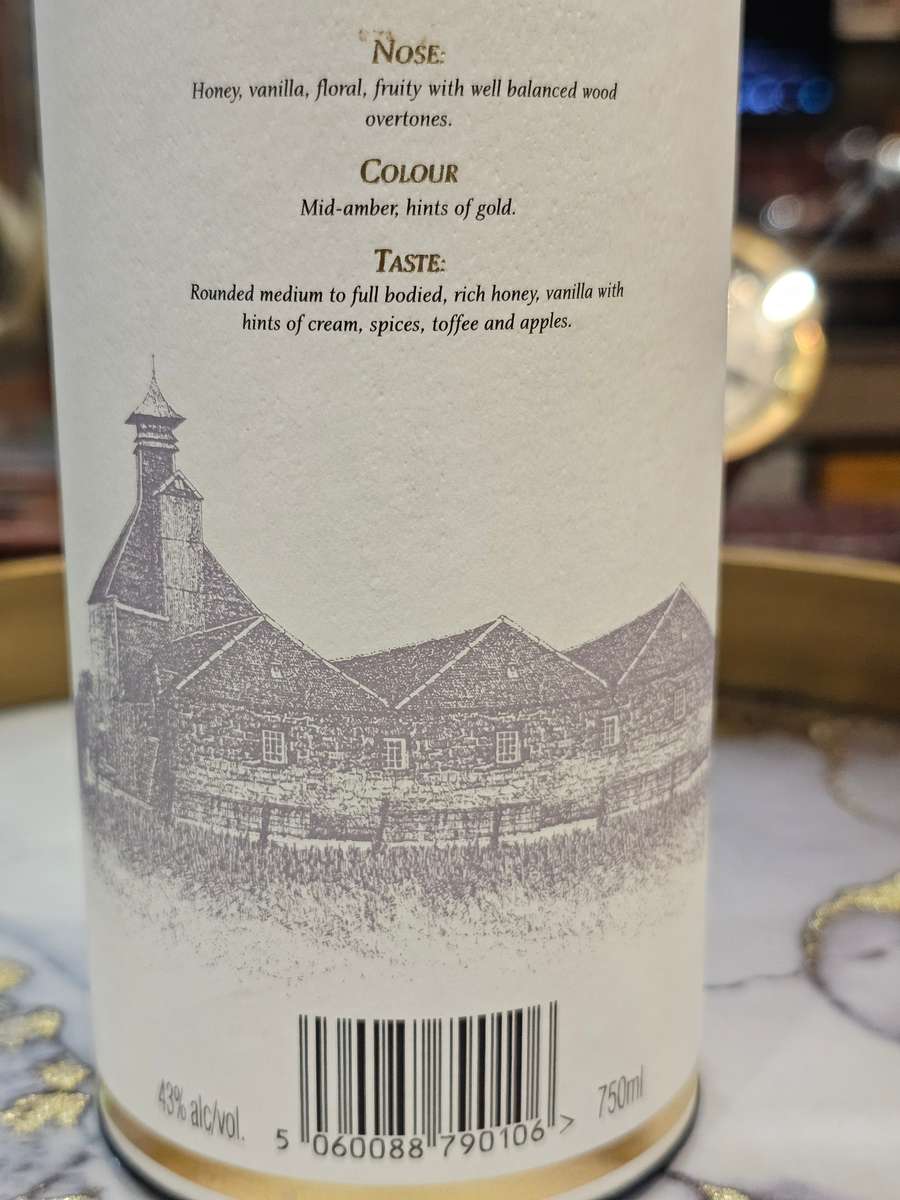 NOSE:
Honey, vanilla, floral, fruity with well balanced wood
overtones.
COLOUR
Mid-amber, hints of gold.
TASTE:
Rounded medium to full bodied, rich honey, vanilla with
hints of cream, spices, toffee and apples.
43% alc/vol.
5 060088 790106 >
750ml